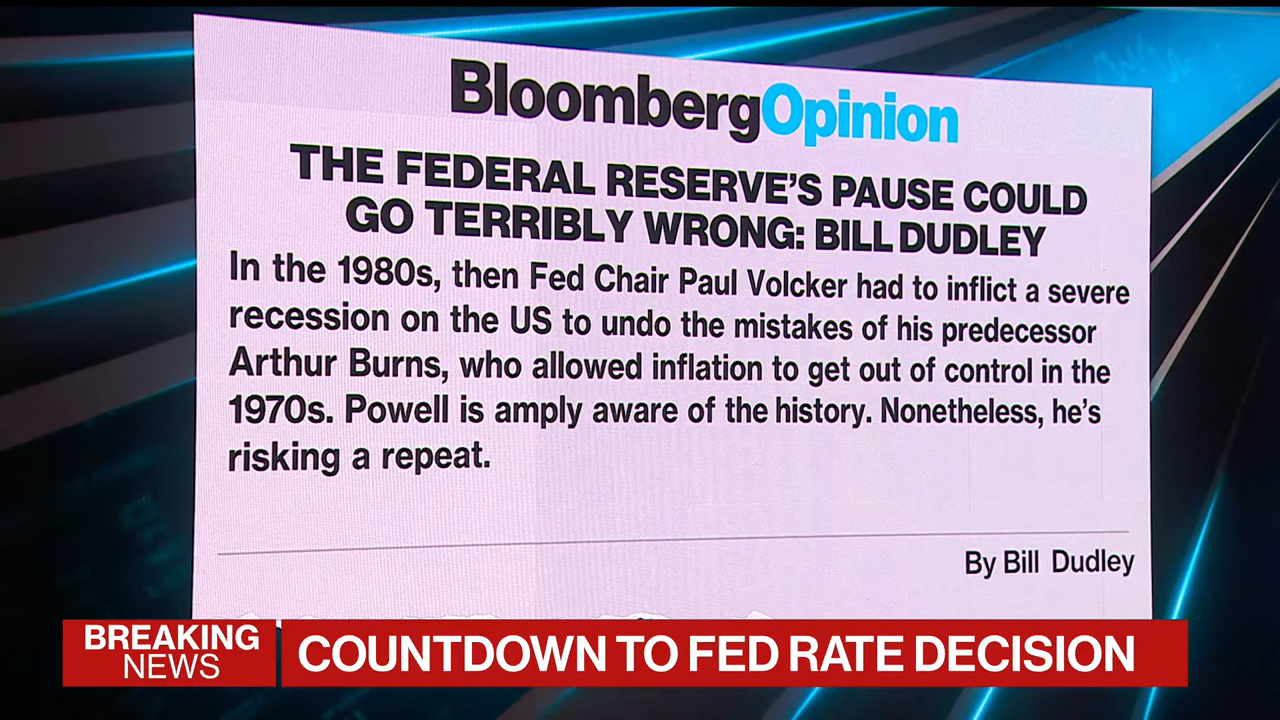 BloombergOpinion
THE FEDERAL RESERVE'S PAUSE COULD
GO TERRIBLY WRONG: BILL DUDLEY
In the 1980s, then Fed Chair Paul Volcker had to inflict a severe
recession on the US to undo the mistakes of his predecessor
Arthur Burns, who allowed inflation to get out of control in the
1970s. Powell is amply aware of the history. Nonetheless, he's
risking a repeat.
By Bill Dudley
BREAKING
NEWS
COUNTDOWN TO FED RATE DECISION